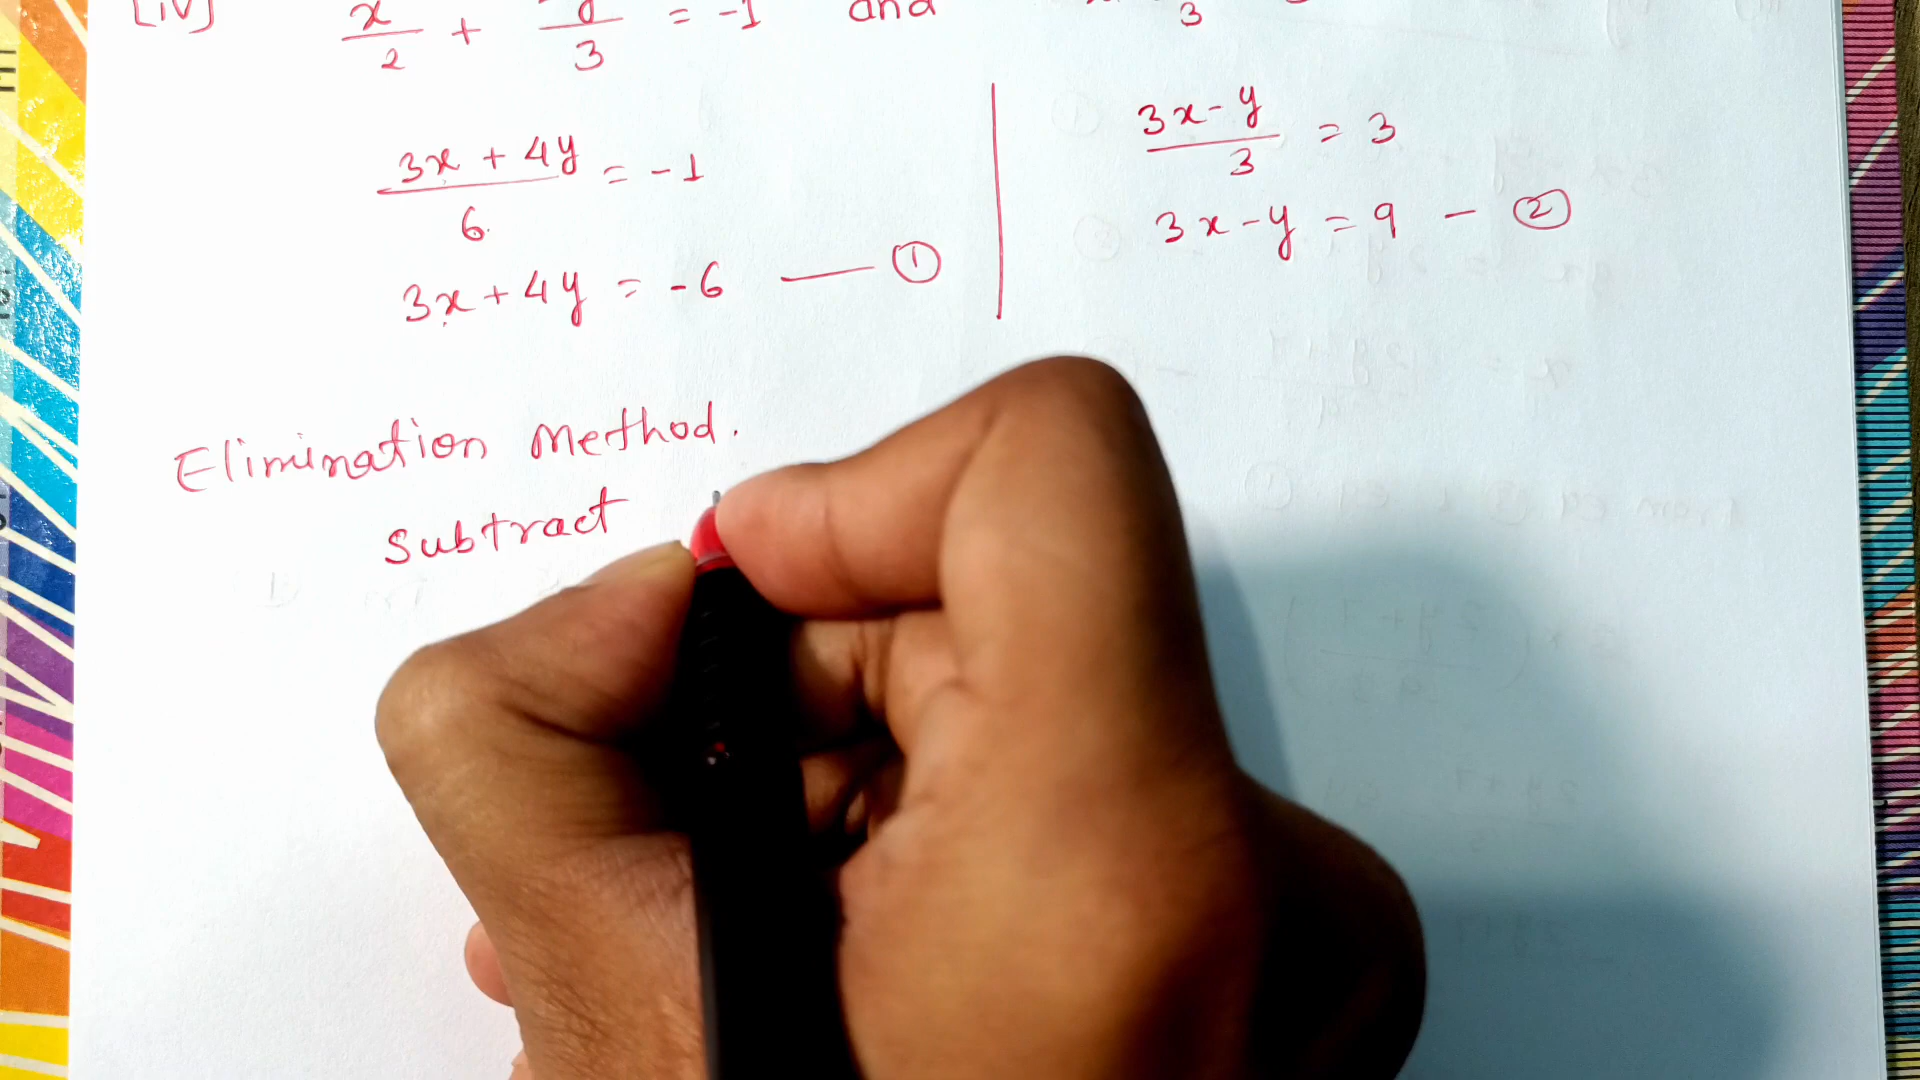 [iv] x/2 + y/3 = -1 and 3
(3x + 4y)/6 = -1
3x + 4y = -6 —— ①
(3x - y)/3 = 3
3x - y = 9 — ②
Elimination Method.
Subtract